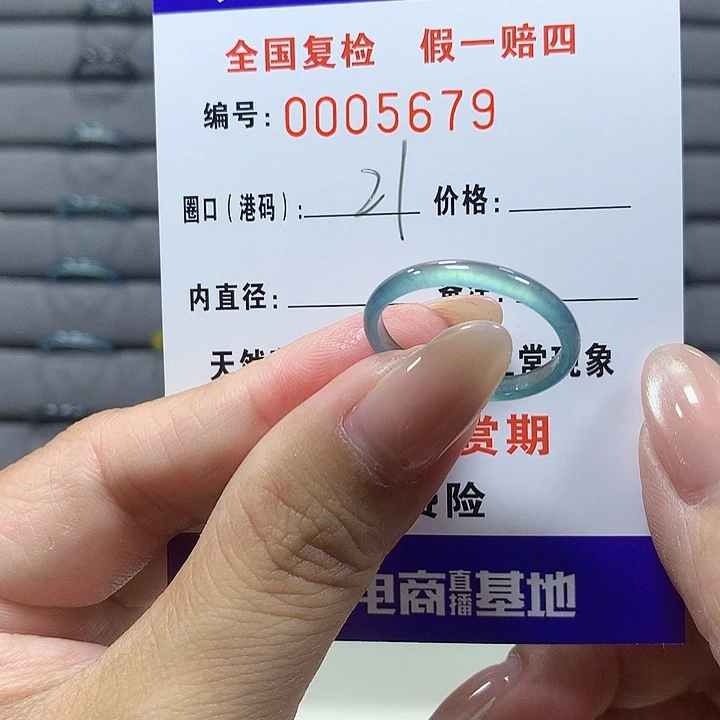 全国复检 假一赔四
编号: 0005679
圈口(港码): 21 价格:
内直径:
天然 常现象
赏期
险
电商直播基地